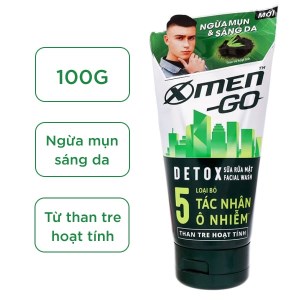 100G
Ngừa mụn
sáng da
Từ than tre
hoạt tính
MỚI
NGỪA MỤN
& SÁNG DA
XMEN
GO
DETOX SỮA RỬA MẶT
FACIAL WASH
5 LOẠI BỎ
TÁC NHÂN
Ô NHIỄM
THAN TRE HOẠT TÍNH